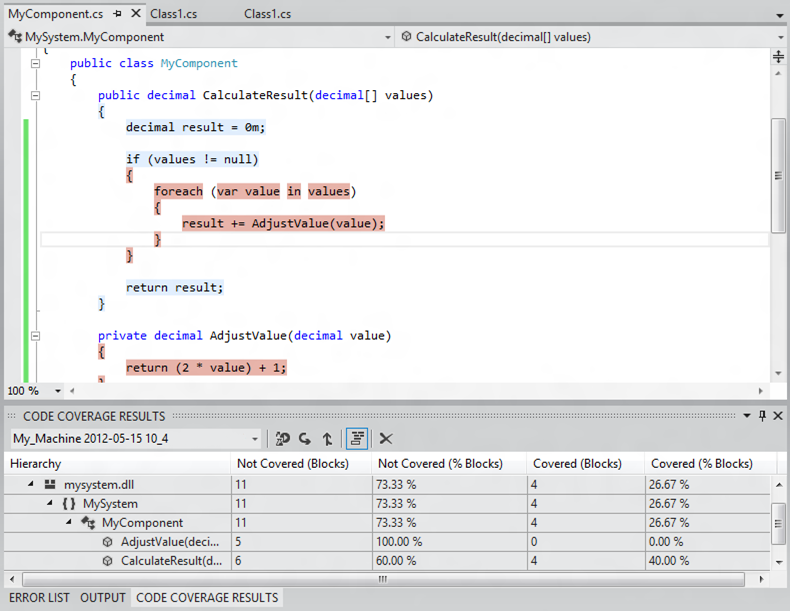 MyComponent.cs Class1.cs Class1.cs
MySystem.MyComponent CalculateResult(decimal[] values)
{
public class MyComponent
{
public decimal CalculateResult(decimal[] values)
{
decimal result = 0m;
if (values != null)
{
foreach (var value in values)
{
result += AdjustValue(value);
}
}
return result;
}
private decimal AdjustValue(decimal value)
{
return (2 * value) + 1;
}
100 %
CODE COVERAGE RESULTS
My_Machine 2012-05-15 10_4
Hierarchy Not Covered (Blocks) Not Covered (% Blocks) Covered (Blocks) Covered (% Blocks)
mysystem.dll 11 73.33 % 4 26.67 %
{ } MySystem 11 73.33 % 4 26.67 %
MyComponent 11 73.33 % 4 26.67 %
AdjustValue(deci... 5 100.00 % 0 0.00 %
CalculateResult(d... 6 60.00 % 4 40.00 %
ERROR LIST OUTPUT CODE COVERAGE RESULTS